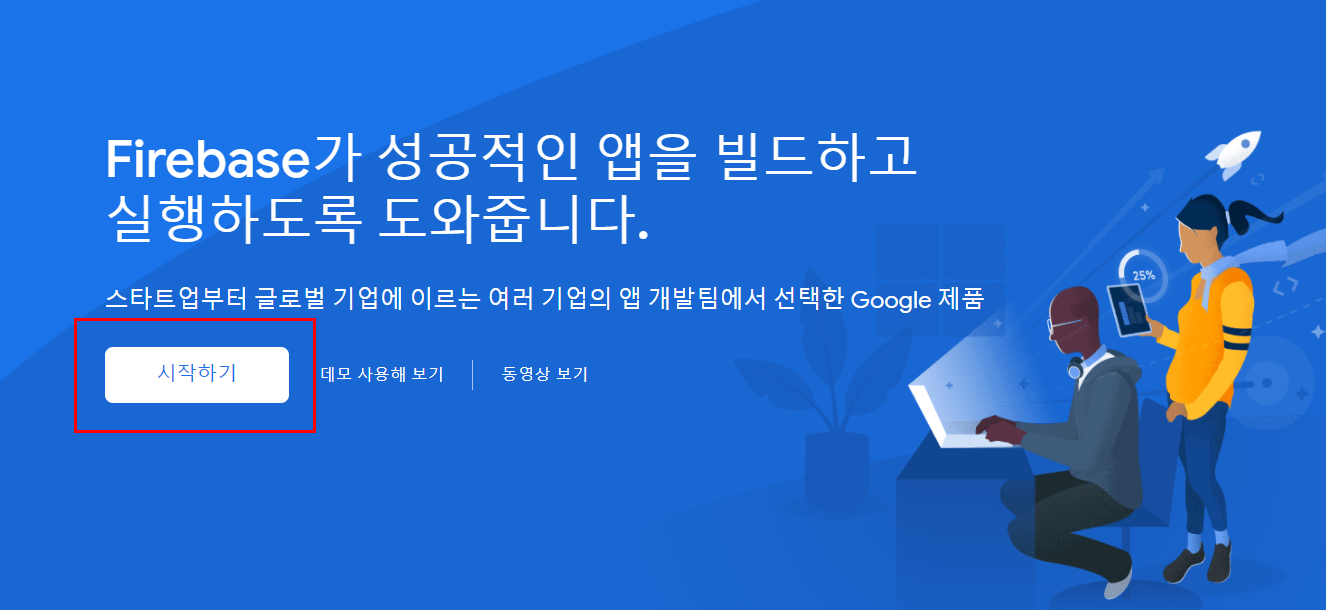 Firebase가 성공적인 앱을 빌드하고
실행하도록 도와줍니다.
스타트업부터 글로벌 기업에 이르는 여러 기업의 앱 개발팀에서 선택한 Google 제품
시작하기
데모 사용해 보기
동영상 보기
25%